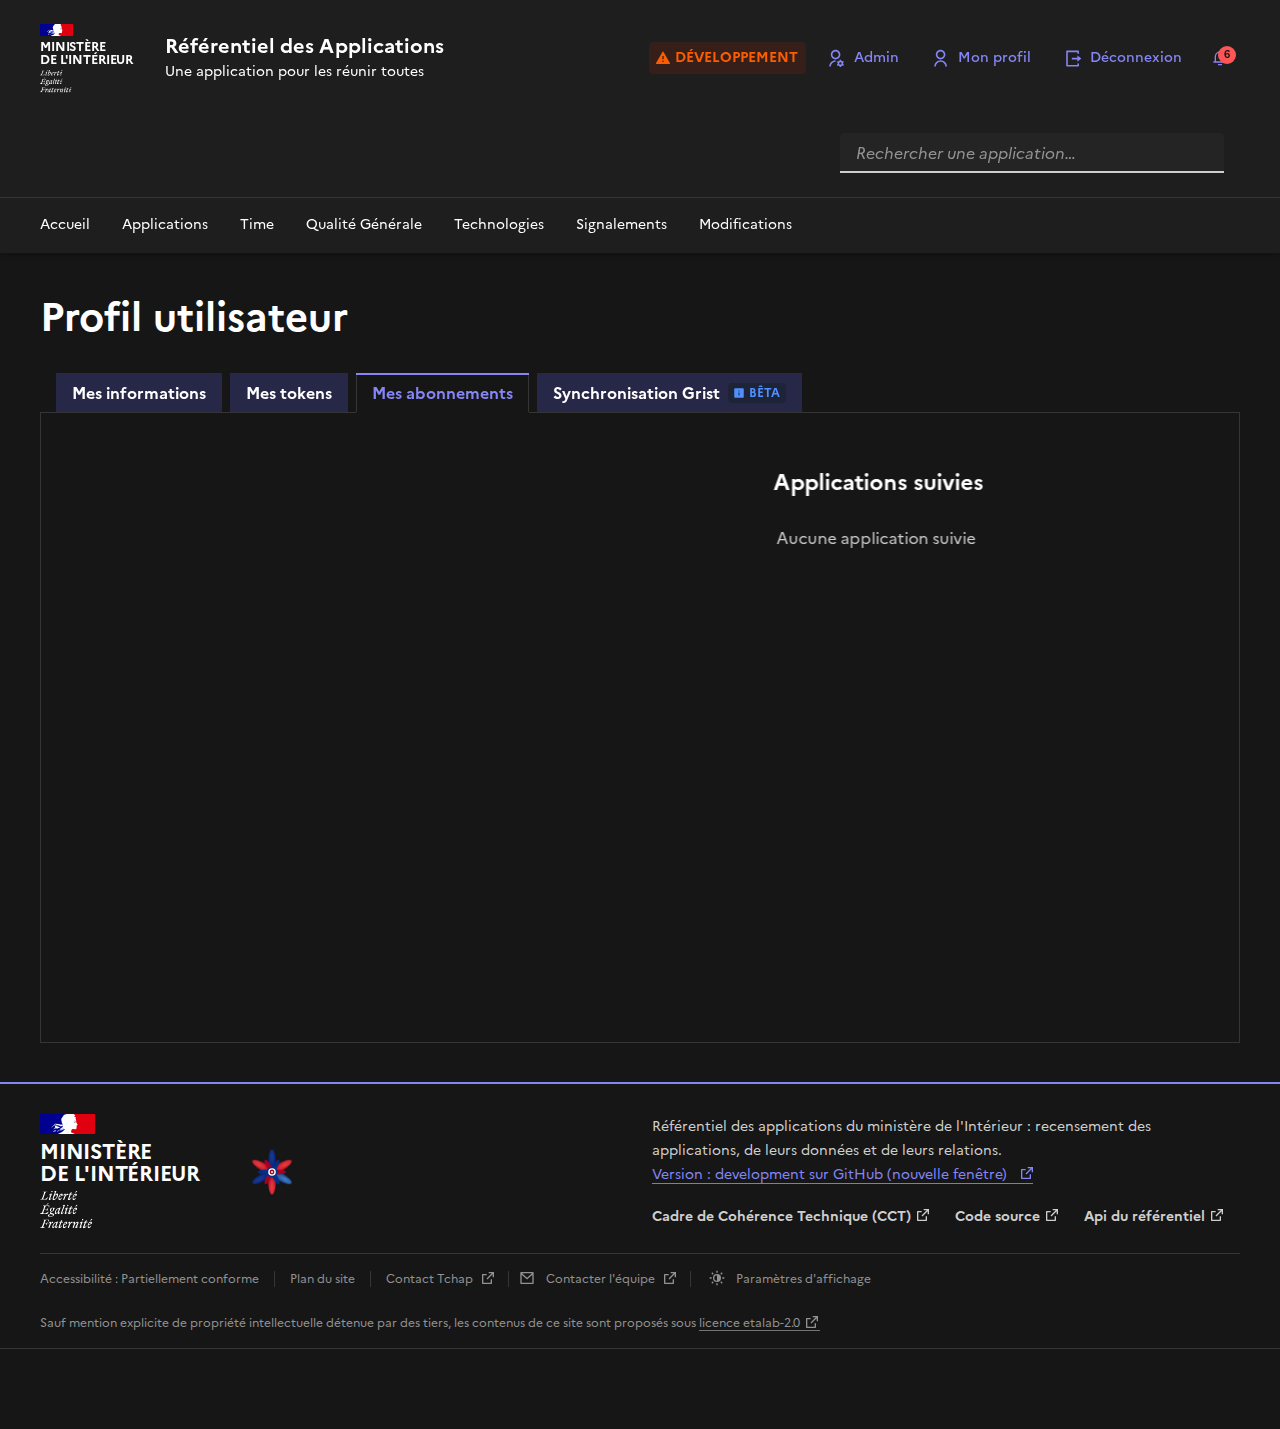 MINISTÈRE
DE L'INTÉRIEUR
Liberté
Égalité
Fraternité
Référentiel des Applications
Une application pour les réunir toutes
DÉVELOPPEMENT
Admin
Mon profil
Déconnexion
6
Rechercher une application…
Accueil
Applications
Time
Qualité Générale
Technologies
Signalements
Modifications
Profil utilisateur
Mes informations
Mes tokens
Mes abonnements
Synchronisation Grist
BÊTA
Applications suivies
Aucune application suivie
MINISTÈRE
DE L'INTÉRIEUR
Liberté
Égalité
Fraternité
Référentiel des applications du ministère de l'Intérieur : recensement des
applications, de leurs données et de leurs relations.
Version : development sur GitHub (nouvelle fenêtre)
Cadre de Cohérence Technique (CCT)
Code source
Api du référentiel
Accessibilité : Partiellement conforme
Plan du site
Contact Tchap
Contacter l'équipe
Paramètres d'affichage
Sauf mention explicite de propriété intellectuelle détenue par des tiers, les contenus de ce site sont proposés sous licence etalab-2.0